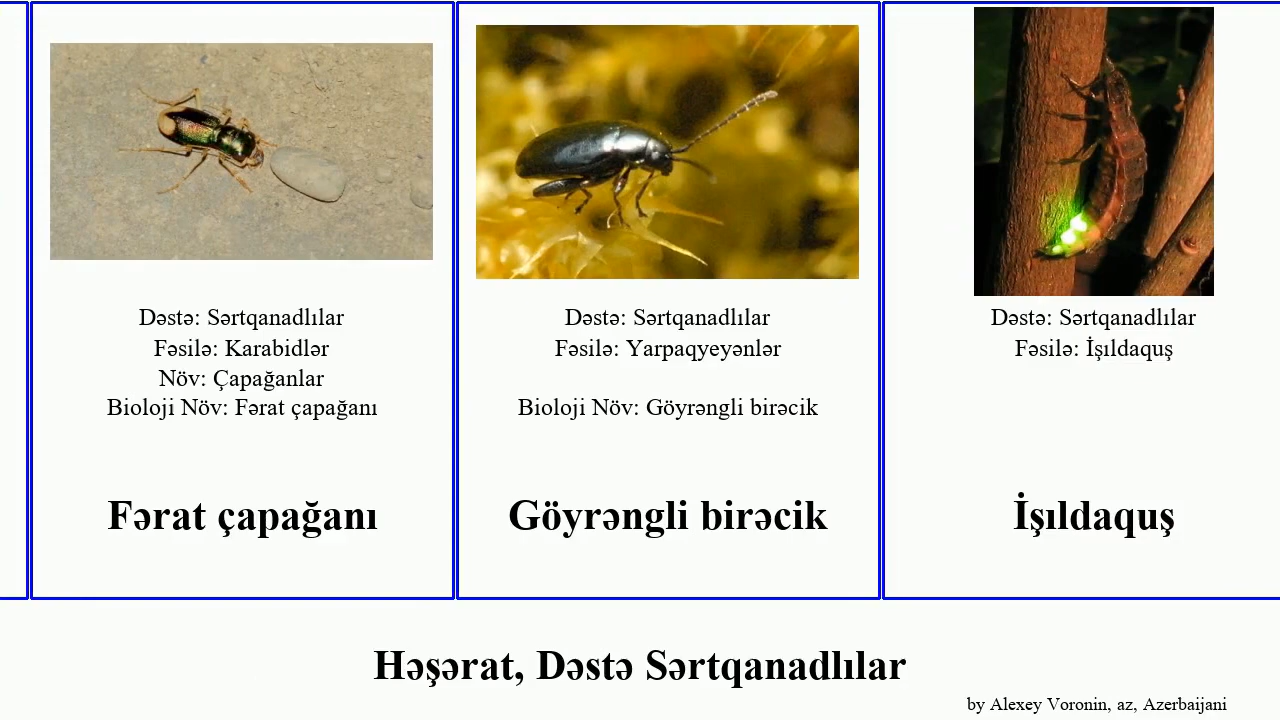 Dəstə: Sərtqanadlılar
Fəsilə: Karabidlər
Növ: Çapağanlar
Bioloji Növ: Fərat çapağanı
Fərat çapağanı
Dəstə: Sərtqanadlılar
Fəsilə: Yarpaqyeyənlər
Bioloji Növ: Göyrəngli birəcik
Göyrəngli birəcik
Dəstə: Sərtqanadlılar
Fəsilə: İşıldaquş
İşıldaquş
Həşərat, Dəstə Sərtqanadlılar
by Alexey Voronin, az, Azerbaijani